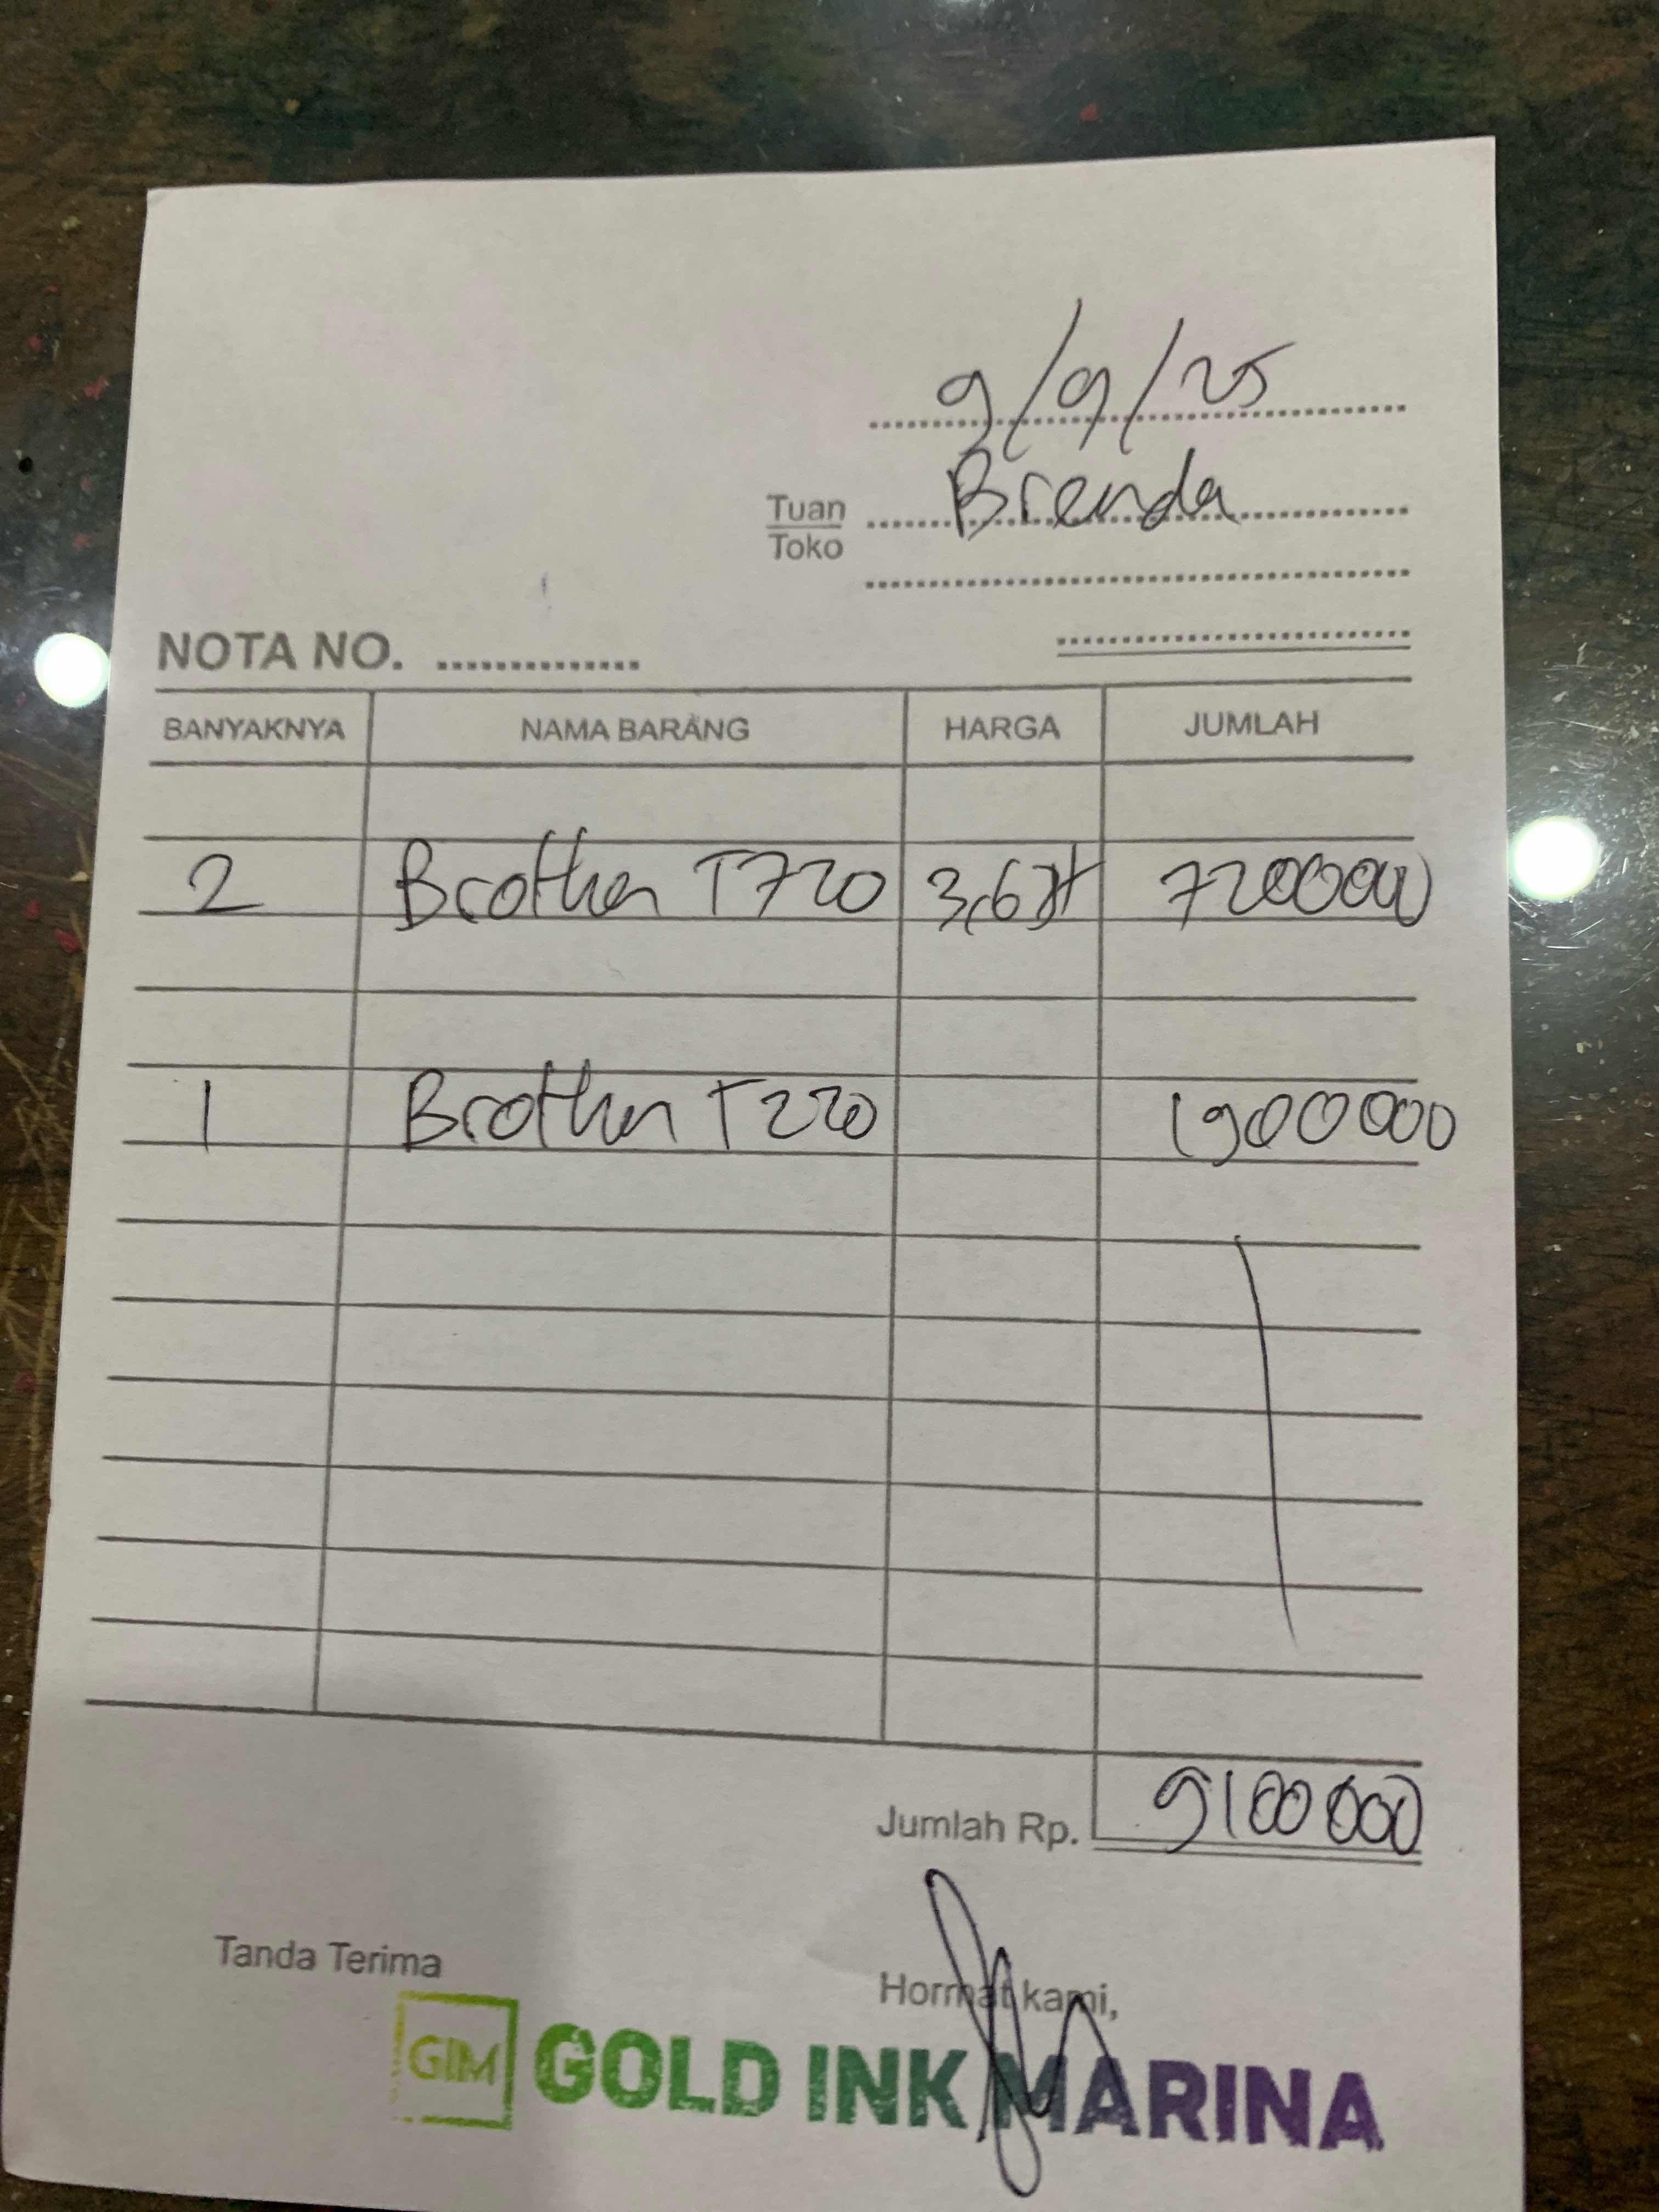 9/9/25
Tuan Brenda
Toko
NOTA NO.
BANYAKNYA NAMA BARANG HARGA JUMLAH
2 Brother T720 3,6jt 7200000
1 Brother T220 1900000
Jumlah Rp. 9100000
Tanda Terima
Hormat kami,
GIM GOLD INK MARINA